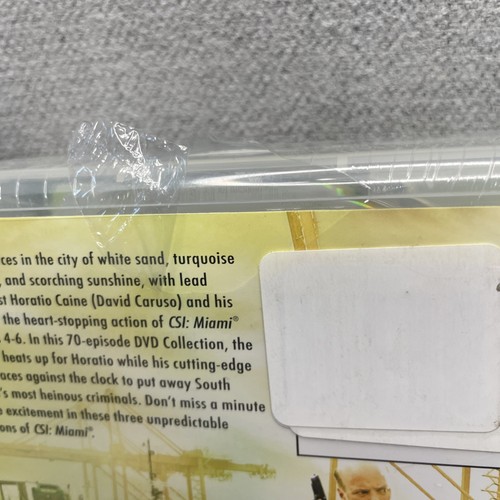 ces in the city of white sand, turquoise
, and scorching sunshine, with lead
st Horatio Caine (David Caruso) and his
the heart-stopping action of CSI: Miami®
4-6. In this 70-episode DVD Collection, the
heats up for Horatio while his cutting-edge
aces against the clock to put away South
's most heinous criminals. Don't miss a minute
excitement in these three unpredictable
ons of CSI: Miami®.